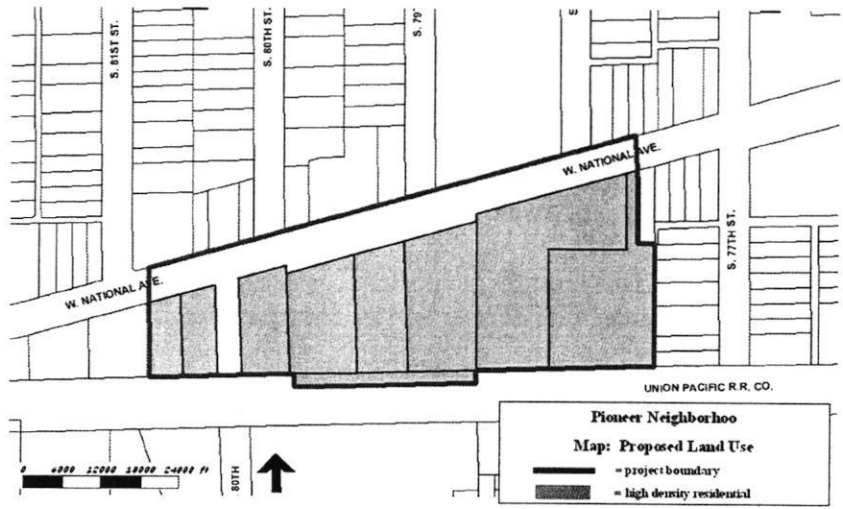 S. 81ST ST.
S. 80TH ST.
S. 79
S
W. NATIONAL AVE.
W. NATIONAL AVE.
S. 77TH ST.
UNION PACIFIC R.R. CO.
80TH
0 6000 12000 18000 24000 ft
Pioneer Neighborhoo
Map: Proposed Land Use
= project boundary
= high density residential